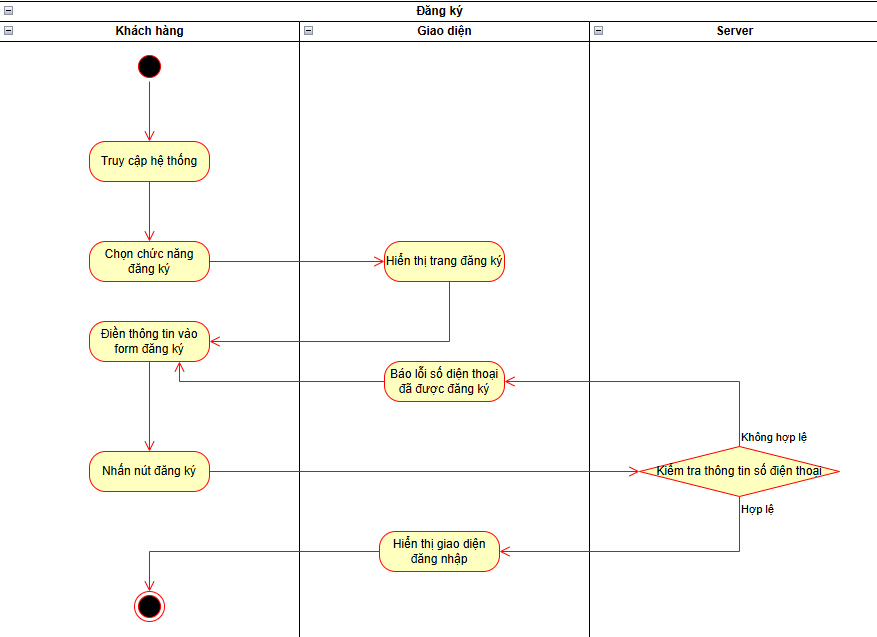 Đăng ký
Khách hàng
Giao diện
Server
Truy cập hệ thống
Chọn chức năng
đăng ký
Hiển thị trang đăng ký
Điền thông tin vào
form đăng ký
Báo lỗi số diện thoại
đã được đăng ký
Không hợp lệ
Nhấn nút đăng ký
Kiểm tra thông tin số điện thoại
Hợp lệ
Hiển thị giao diện
đăng nhập